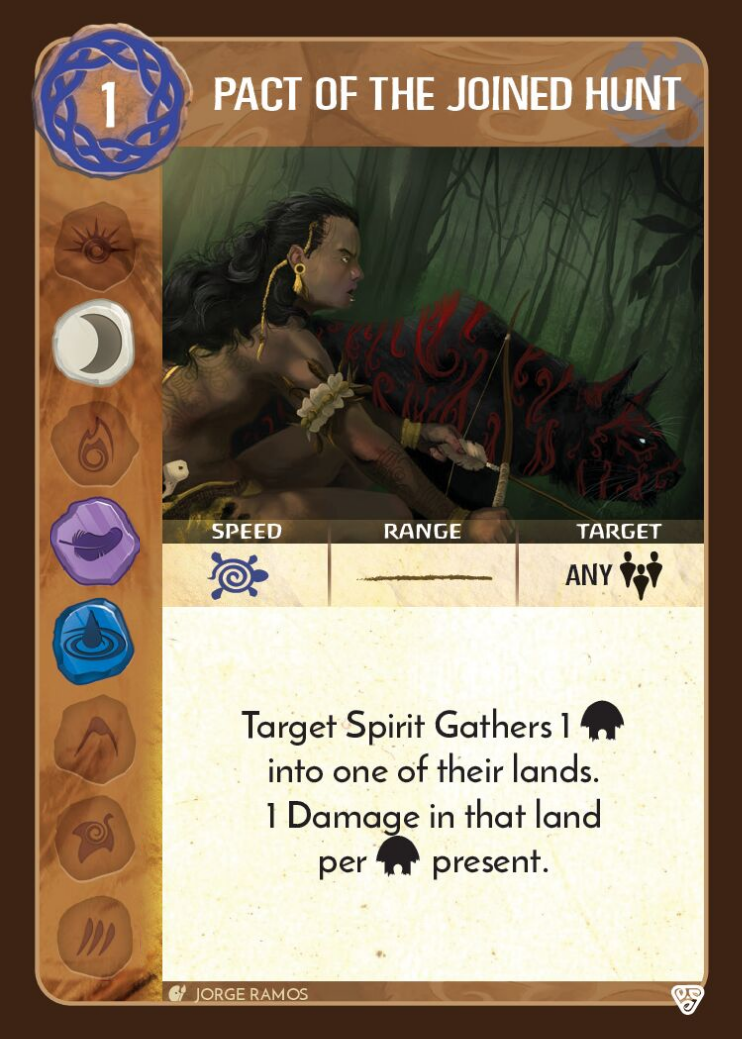 1
PACT OF THE JOINED HUNT
SPEED RANGE TARGET
ANY
Target Spirit Gathers 1
into one of their lands.
1 Damage in that land
per present.
JORGE RAMOS